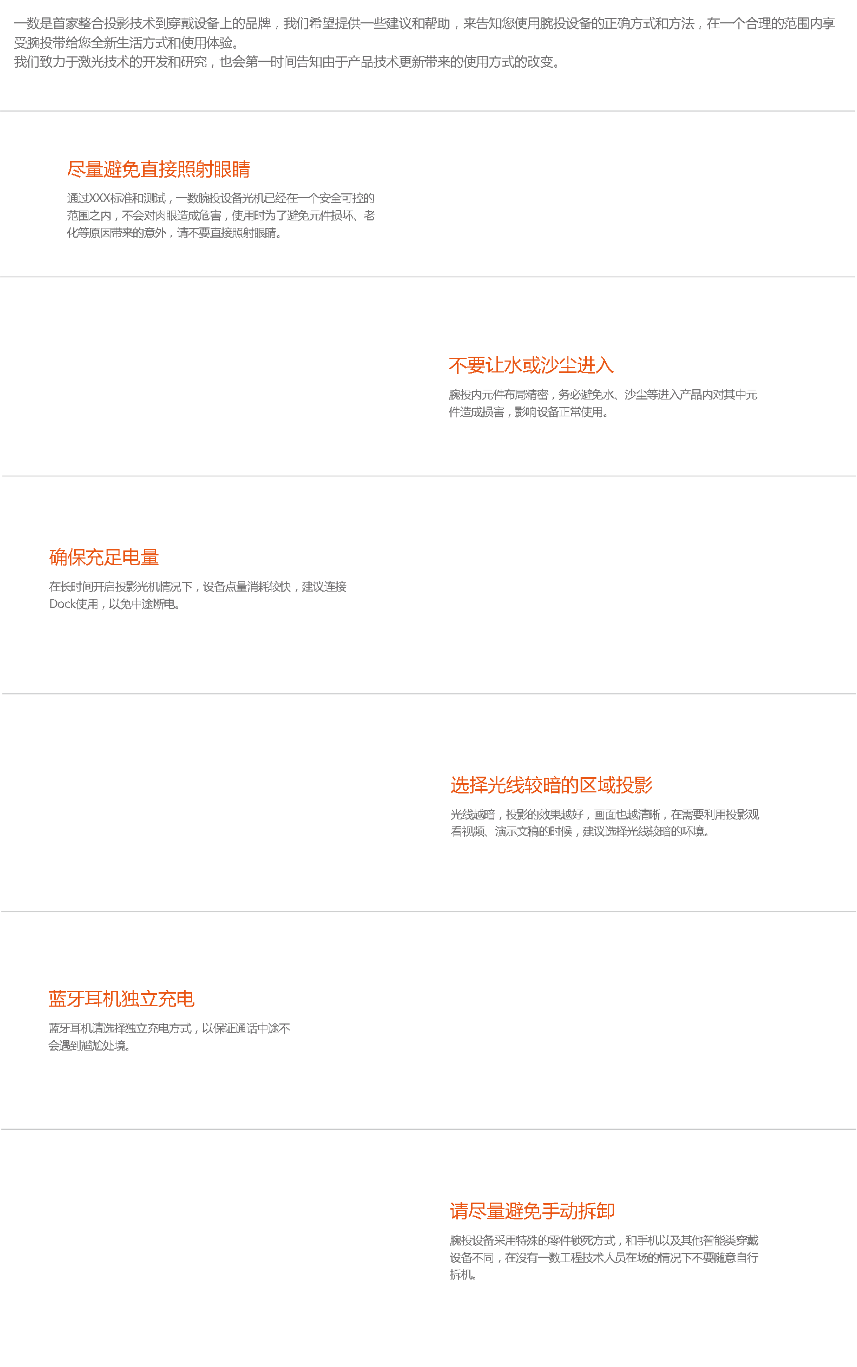 一数是首家整合投影技术到穿戴设备上的品牌，我们希望提供一些建议和帮助，来告知您使用腕投设备的正确方式和方法，在一个合理的范围内享
受腕投带给您全新生活方式和使用体验。
我们致力于激光技术的开发和研究，也会第一时间告知由于产品技术更新带来的使用方式的改变。
尽量避免直接照射眼睛
通过XXX标准和测试，一数腕投设备光机已经在一个安全可控的
范围之内，不会对肉眼造成危害，使用时为了避免元件损坏、老
化等原因带来的意外，请不要直接照射眼睛。
不要让水或沙尘进入
腕投内元件布局精密，务必避免水、沙尘等进入产品内对其中元
件造成损害，影响设备正常使用。
确保充足电量
在长时间开启投影光机情况下，设备点量消耗较快，建议连接
Dock使用，以免中途断电。
选择光线较暗的区域投影
光线越暗，投影的效果越好，画面也越清晰，在需要利用投影观
看视频、演示文稿的时候，建议选择光线较暗的环境。
蓝牙耳机独立充电
蓝牙耳机请选择独立充电方式，以保证通话中途不
会遇到尴尬处境。
请尽量避免手动拆卸
腕投设备采用特殊的零件锁死方式，和手机以及其他智能类穿戴
设备不同，在没有一数工程技术人员在场的情况下不要随意自行
拆机。